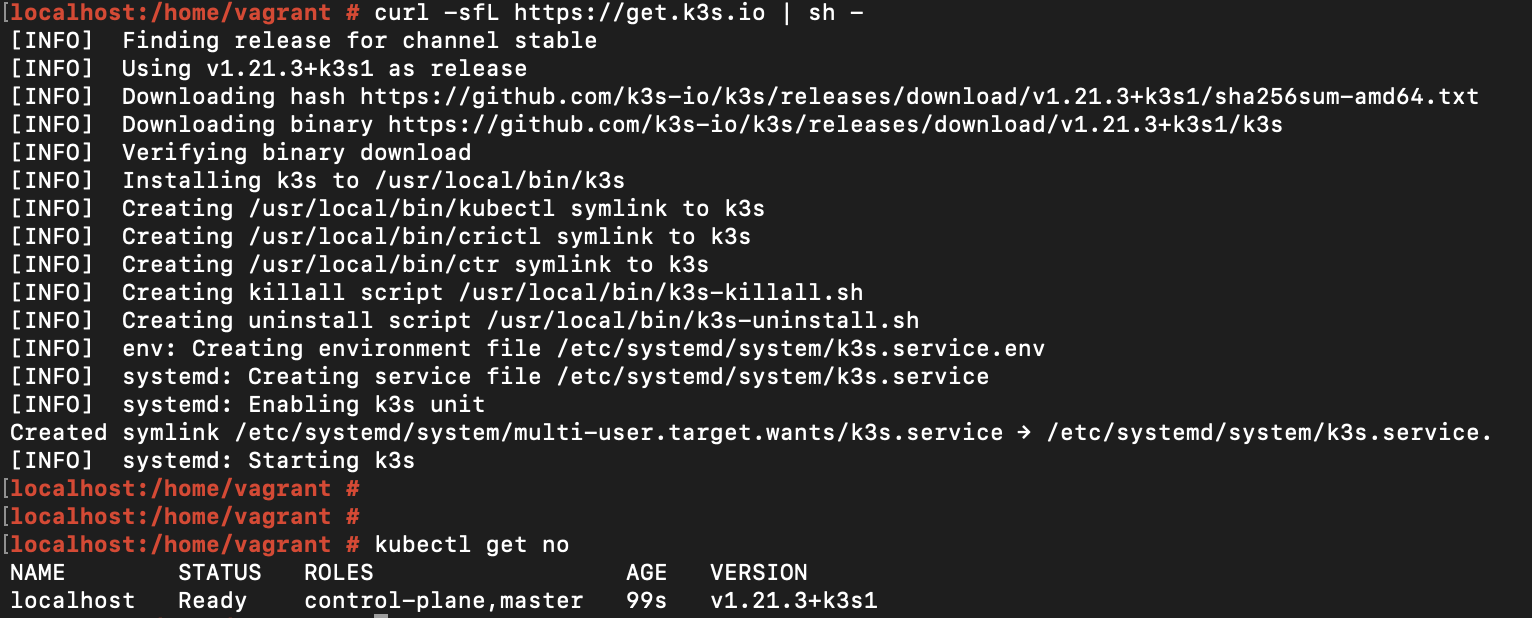 [localhost:/home/vagrant # curl -sfL https://get.k3s.io | sh -
[INFO]  Finding release for channel stable
[INFO]  Using v1.21.3+k3s1 as release
[INFO]  Downloading hash https://github.com/k3s-io/k3s/releases/download/v1.21.3+k3s1/sha256sum-amd64.txt
[INFO]  Downloading binary https://github.com/k3s-io/k3s/releases/download/v1.21.3+k3s1/k3s
[INFO]  Verifying binary download
[INFO]  Installing k3s to /usr/local/bin/k3s
[INFO]  Creating /usr/local/bin/kubectl symlink to k3s
[INFO]  Creating /usr/local/bin/crictl symlink to k3s
[INFO]  Creating /usr/local/bin/ctr symlink to k3s
[INFO]  Creating killall script /usr/local/bin/k3s-killall.sh
[INFO]  Creating uninstall script /usr/local/bin/k3s-uninstall.sh
[INFO]  env: Creating environment file /etc/systemd/system/k3s.service.env
[INFO]  systemd: Creating service file /etc/systemd/system/k3s.service
[INFO]  systemd: Enabling k3s unit
Created symlink /etc/systemd/system/multi-user.target.wants/k3s.service → /etc/systemd/system/k3s.service.
[INFO]  systemd: Starting k3s
[localhost:/home/vagrant #
[localhost:/home/vagrant #
[localhost:/home/vagrant # kubectl get no
NAME        STATUS   ROLES                  AGE   VERSION
localhost   Ready    control-plane,master   99s   v1.21.3+k3s1